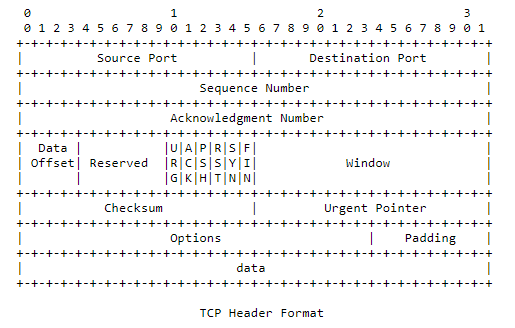 0                   1                   2                   3
 0 1 2 3 4 5 6 7 8 9 0 1 2 3 4 5 6 7 8 9 0 1 2 3 4 5 6 7 8 9 0 1
+-+-+-+-+-+-+-+-+-+-+-+-+-+-+-+-+-+-+-+-+-+-+-+-+-+-+-+-+-+-+-+-+
|          Source Port          |       Destination Port        |
+-+-+-+-+-+-+-+-+-+-+-+-+-+-+-+-+-+-+-+-+-+-+-+-+-+-+-+-+-+-+-+-+
|                        Sequence Number                        |
+-+-+-+-+-+-+-+-+-+-+-+-+-+-+-+-+-+-+-+-+-+-+-+-+-+-+-+-+-+-+-+-+
|                    Acknowledgment Number                      |
+-+-+-+-+-+-+-+-+-+-+-+-+-+-+-+-+-+-+-+-+-+-+-+-+-+-+-+-+-+-+-+-+
|  Data |           |U|A|P|R|S|F|                               |
| Offset| Reserved  |R|C|S|S|Y|I|            Window             |
|       |           |G|K|H|T|N|N|                               |
+-+-+-+-+-+-+-+-+-+-+-+-+-+-+-+-+-+-+-+-+-+-+-+-+-+-+-+-+-+-+-+-+
|           Checksum            |         Urgent Pointer        |
+-+-+-+-+-+-+-+-+-+-+-+-+-+-+-+-+-+-+-+-+-+-+-+-+-+-+-+-+-+-+-+-+
|                    Options                    |    Padding    |
+-+-+-+-+-+-+-+-+-+-+-+-+-+-+-+-+-+-+-+-+-+-+-+-+-+-+-+-+-+-+-+-+
|                             data                              |
+-+-+-+-+-+-+-+-+-+-+-+-+-+-+-+-+-+-+-+-+-+-+-+-+-+-+-+-+-+-+-+-+
                        TCP Header Format